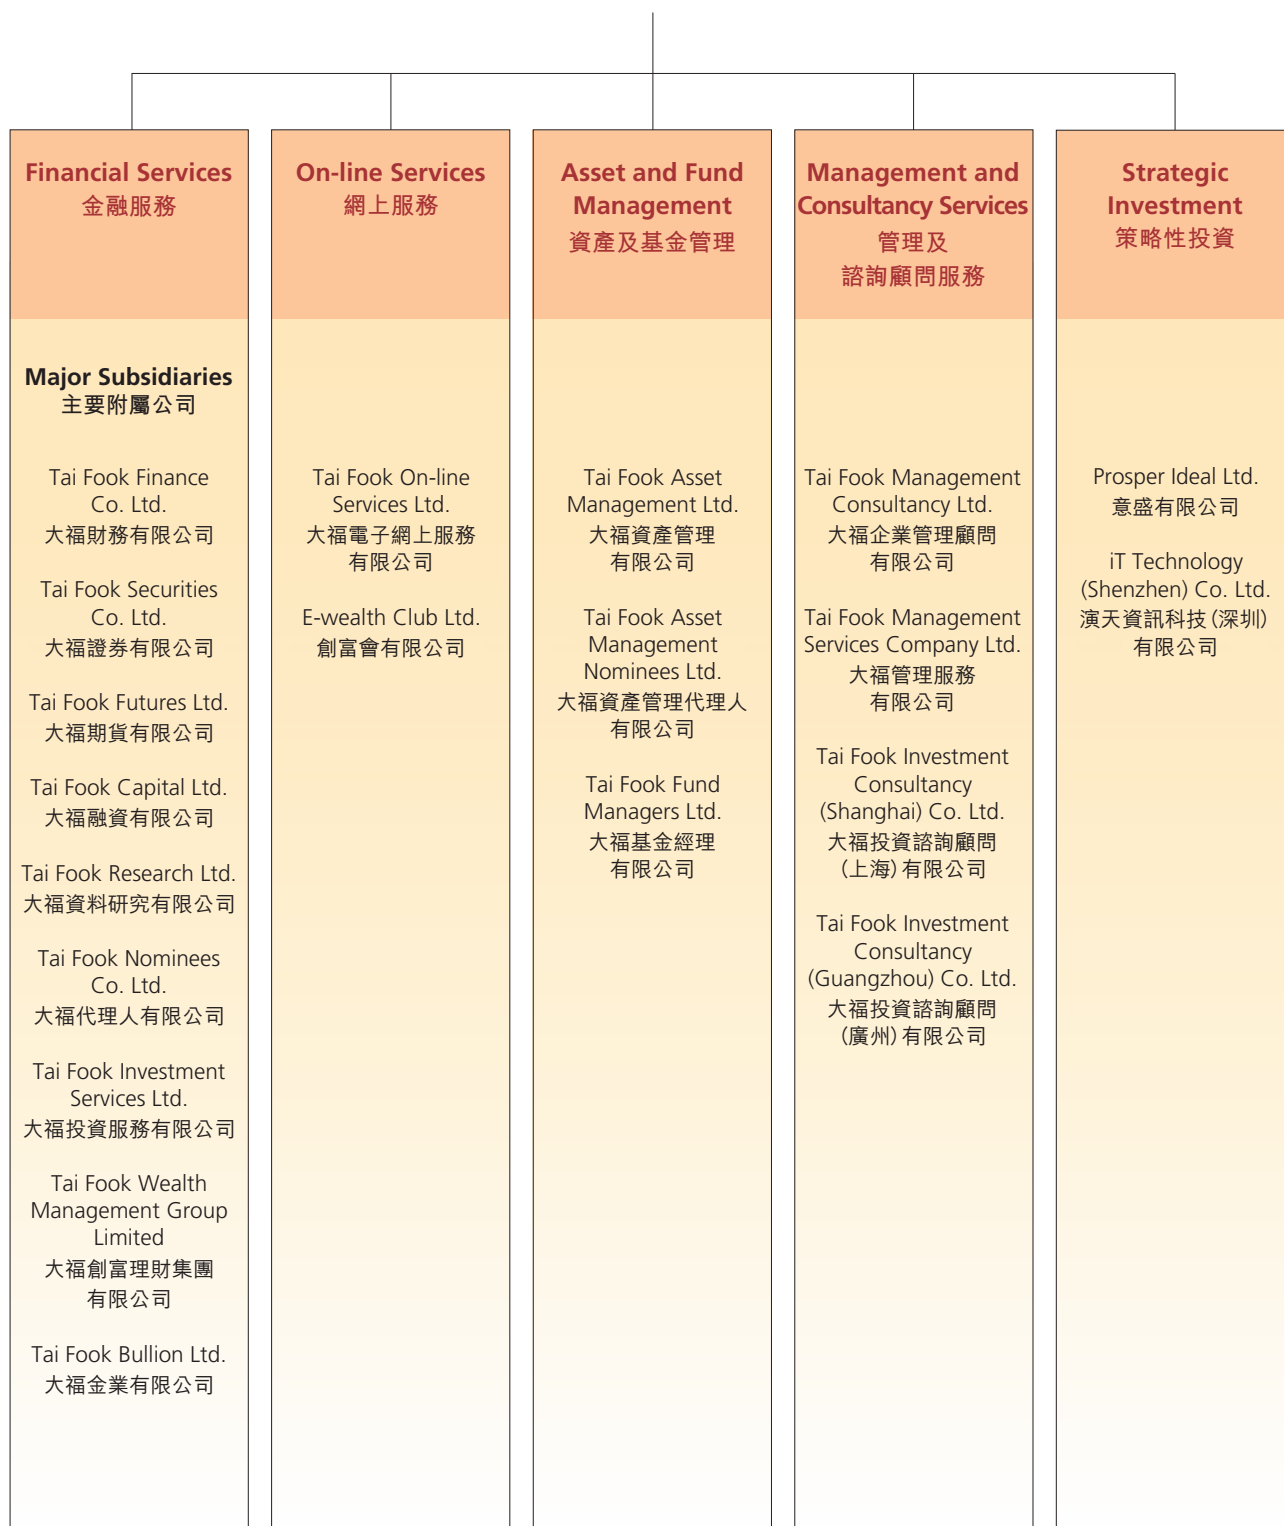 Financial Services
金融服務
Major Subsidiaries
主要附屬公司
Tai Fook Finance
Co. Ltd.
大福財務有限公司
Tai Fook Securities
Co. Ltd.
大福證券有限公司
Tai Fook Futures Ltd.
大福期貨有限公司
Tai Fook Capital Ltd.
大福融資有限公司
Tai Fook Research Ltd.
大福資料研究有限公司
Tai Fook Nominees
Co. Ltd.
大福代理人有限公司
Tai Fook Investment
Services Ltd.
大福投資服務有限公司
Tai Fook Wealth
Management Group
Limited
大福創富理財集團
有限公司
Tai Fook Bullion Ltd.
大福金業有限公司
On-line Services
網上服務
Tai Fook On-line
Services Ltd.
大福電子網上服務
有限公司
E-wealth Club Ltd.
創富會有限公司
Asset and Fund
Management
資產及基金管理
Tai Fook Asset
Management Ltd.
大福資產管理
有限公司
Tai Fook Asset
Management
Nominees Ltd.
大福資產管理代理人
有限公司
Tai Fook Fund
Managers Ltd.
大福基金經理
有限公司
Management and
Consultancy Services
管理及
諮詢顧問服務
Tai Fook Management
Consultancy Ltd.
大福企業管理顧問
有限公司
Tai Fook Management
Services Company Ltd.
大福管理服務
有限公司
Tai Fook Investment
Consultancy
(Shanghai) Co. Ltd.
大福投資諮詢顧問
(上海)有限公司
Tai Fook Investment
Consultancy
(Guangzhou) Co. Ltd.
大福投資諮詢顧問
(廣州)有限公司
Strategic
Investment
策略性投資
Prosper Ideal Ltd.
意盛有限公司
iT Technology
(Shenzhen) Co. Ltd.
演天資訊科技(深圳)
有限公司